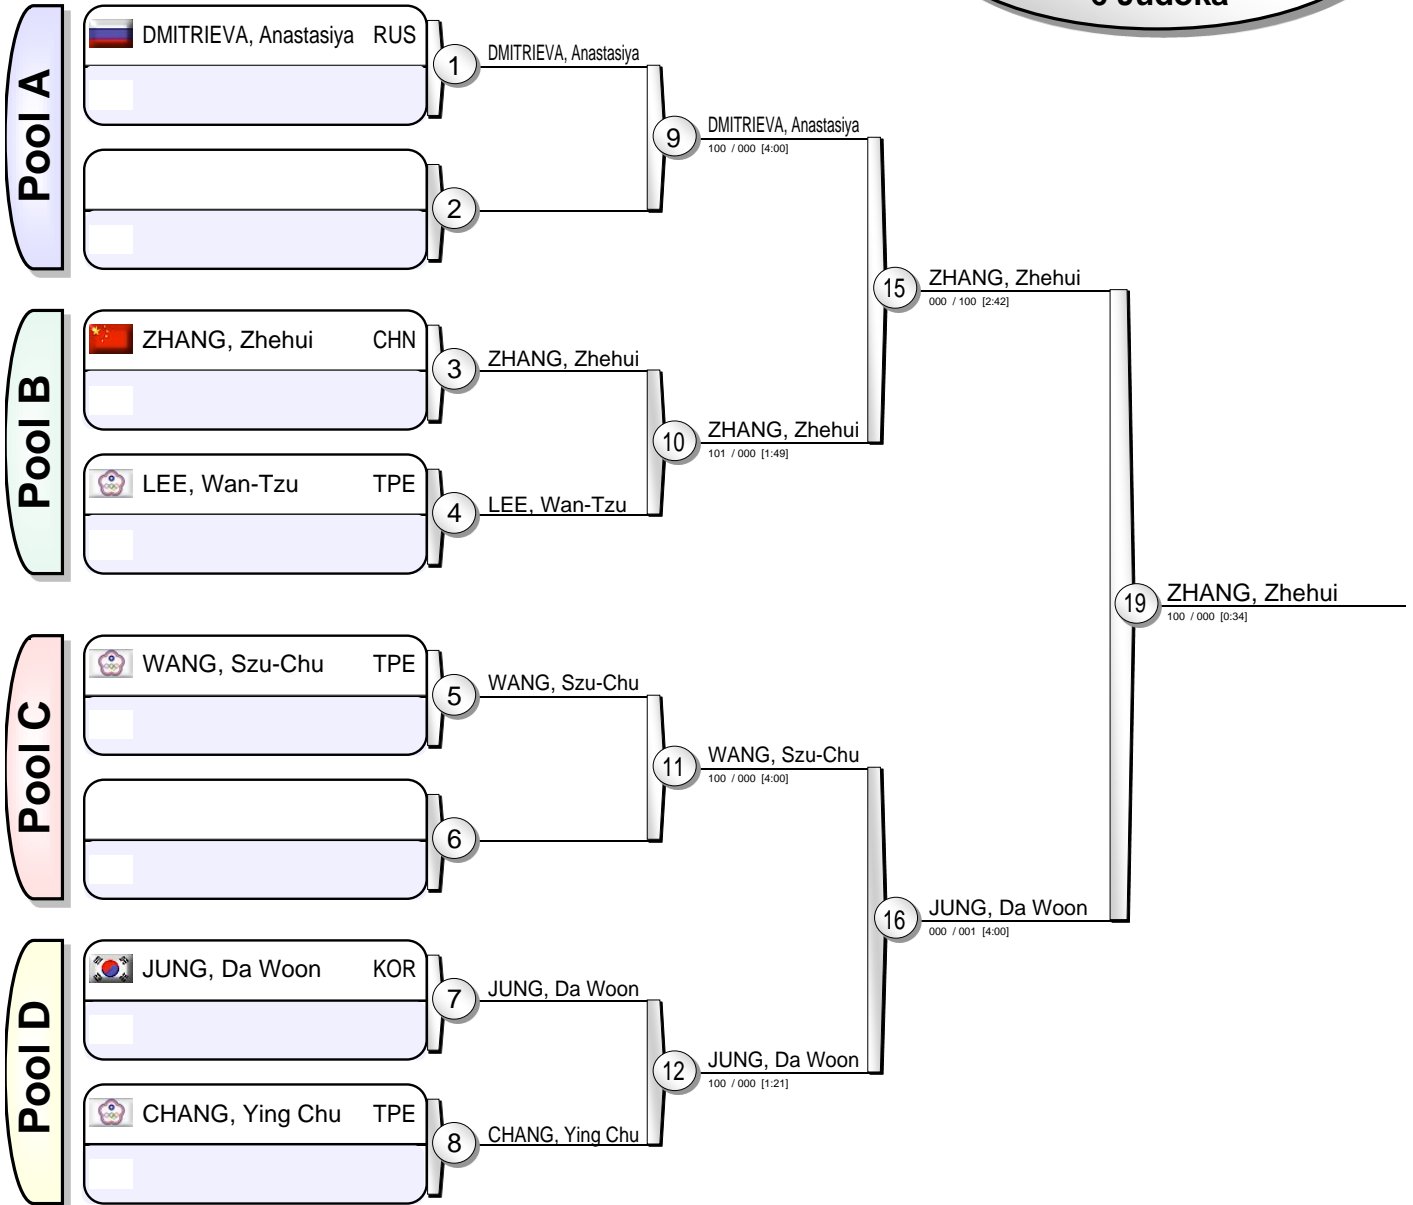 6 Judoka
Pool A
DMITRIEVA, Anastasiya RUS
1
DMITRIEVA, Anastasiya
2
9
DMITRIEVA, Anastasiya
100 / 000 [4:00]
Pool B
ZHANG, Zhehui CHN
3
ZHANG, Zhehui
LEE, Wan-Tzu TPE
4
LEE, Wan-Tzu
10
ZHANG, Zhehui
101 / 000 [1:49]
15
ZHANG, Zhehui
000 / 100 [2:42]
Pool C
WANG, Szu-Chu TPE
5
WANG, Szu-Chu
6
11
WANG, Szu-Chu
100 / 000 [4:00]
Pool D
JUNG, Da Woon KOR
7
JUNG, Da Woon
CHANG, Ying Chu TPE
8
CHANG, Ying Chu
12
JUNG, Da Woon
100 / 000 [1:21]
16
JUNG, Da Woon
000 / 001 [4:00]
19
ZHANG, Zhehui
100 / 000 [0:34]